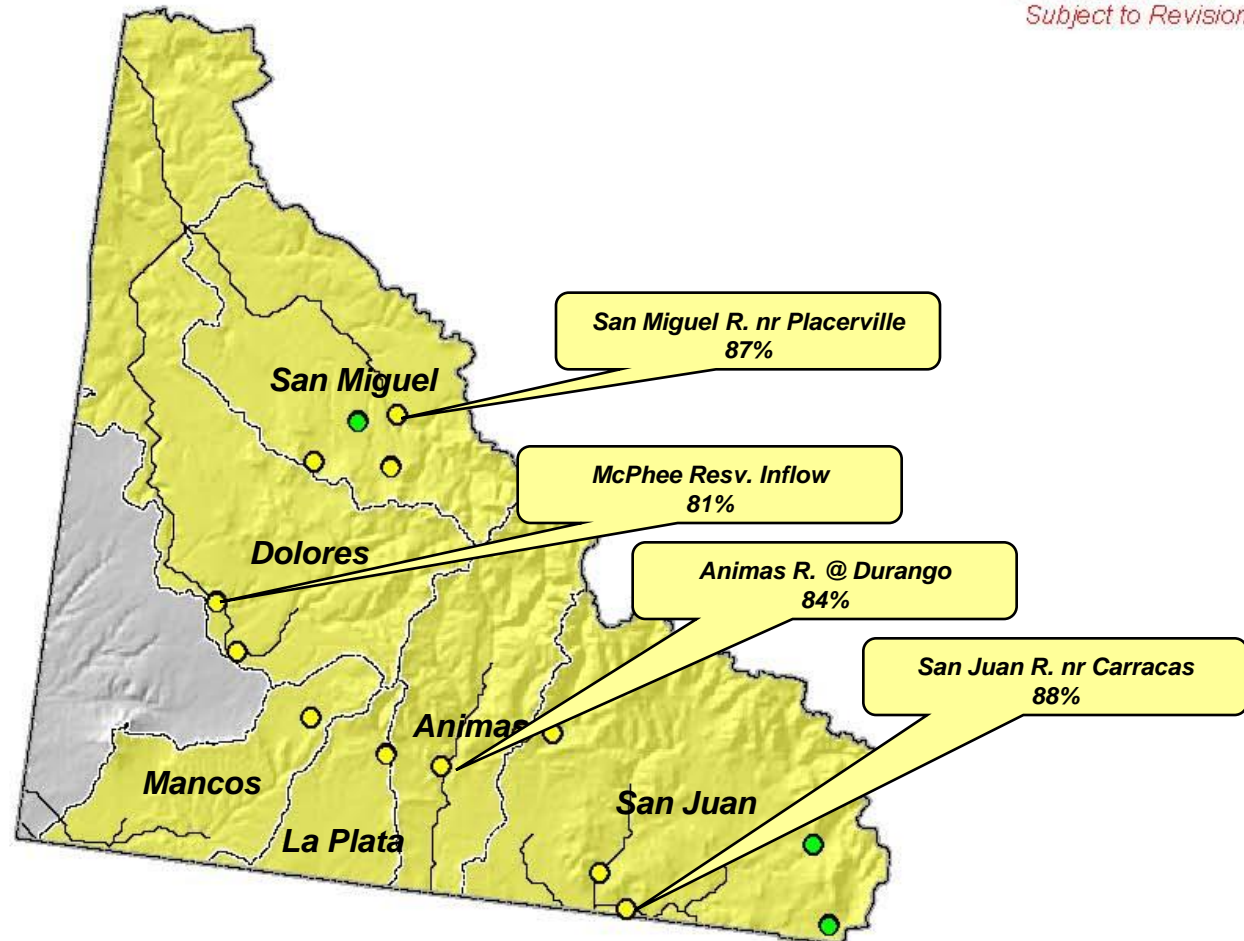 Subject to Revision
San Miguel R. nr Placerville
87%
San Miguel
McPhee Resv. Inflow
81%
Dolores
Animas R. @ Durango
84%
San Juan R. nr Carracas
88%
Animas
Mancos
San Juan
La Plata